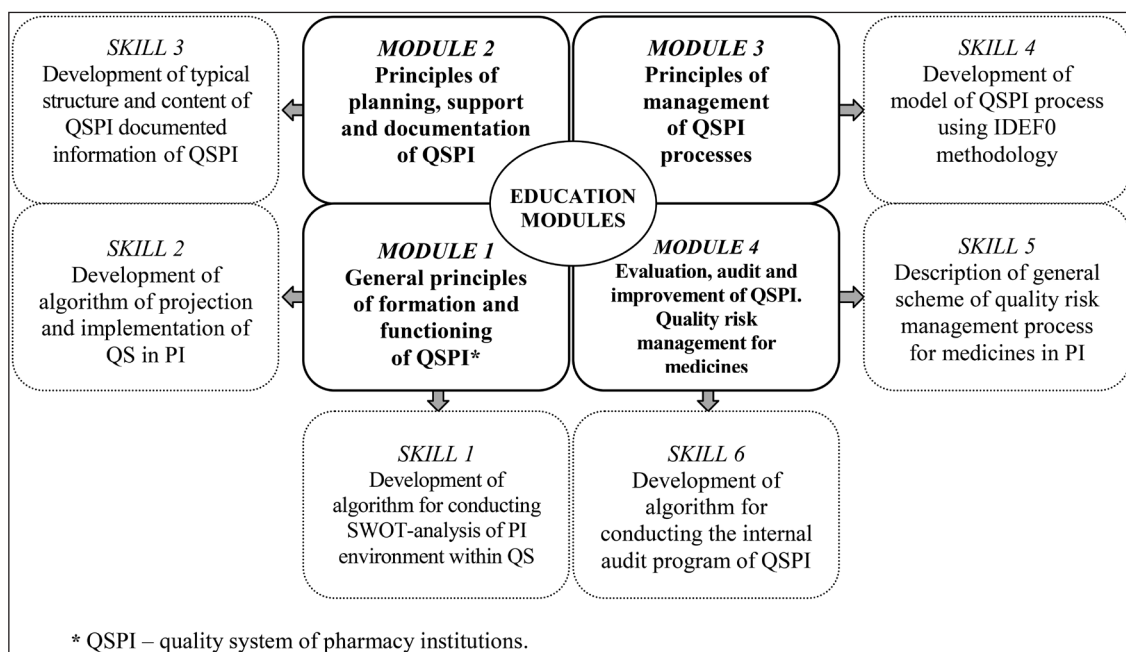 SKILL 3
Development of typical
structure and content of
QSPI documented
information of QSPI
MODULE 2
Principles of
planning, support
and documentation
of QSPI
MODULE 3
Principles of
management
of QSPI
processes
SKILL 4
Development of
model of QSPI process
using IDEF0
methodology
EDUCATION
MODULES
SKILL 2
Development of
algorithm of projection
and implementation of
QS in PI
MODULE 1
General principles
of formation and
functioning
of QSPI*
MODULE 4
Evaluation, audit and
improvement of QSPI.
Quality risk
management for
medicines
SKILL 5
Description of general
scheme of quality risk
management process
for medicines in PI
SKILL 1
Development of
algorithm for conducting
SWOT-analysis of PI
environment within QS
SKILL 6
Development of
algorithm for
conducting the internal
audit program of QSPI
* QSPI – quality system of pharmacy institutions.